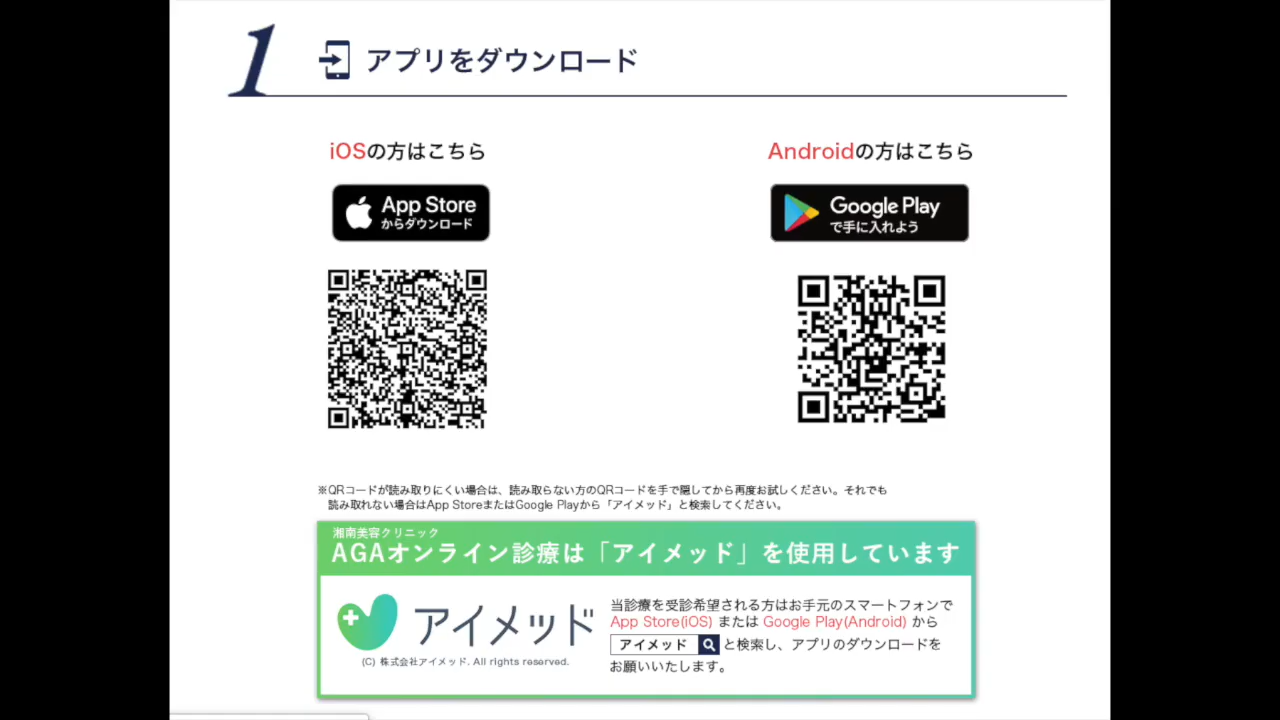 1 アプリをダウンロード
iOSの方はこちら
Androidの方はこちら
App Store
からダウンロード
Google Play
で手に入れよう
※QRコードが読み取りにくい場合は、読み取らない方のQRコードを手で隠してから再度お試しください。それでも
読み取れない場合はApp StoreまたはGoogle Playから「アイメッド」と検索してください。
湘南美容クリニック
AGAオンライン診療は「アイメッド」を使用しています
アイメッド
(C) 株式会社アイメッド. All rights reserved.
当診療を受診希望される方はお手元のスマートフォンで
App Store(iOS) または Google Play(Android) から
アイメッド と検索し、アプリのダウンロードを
お願いいたします。